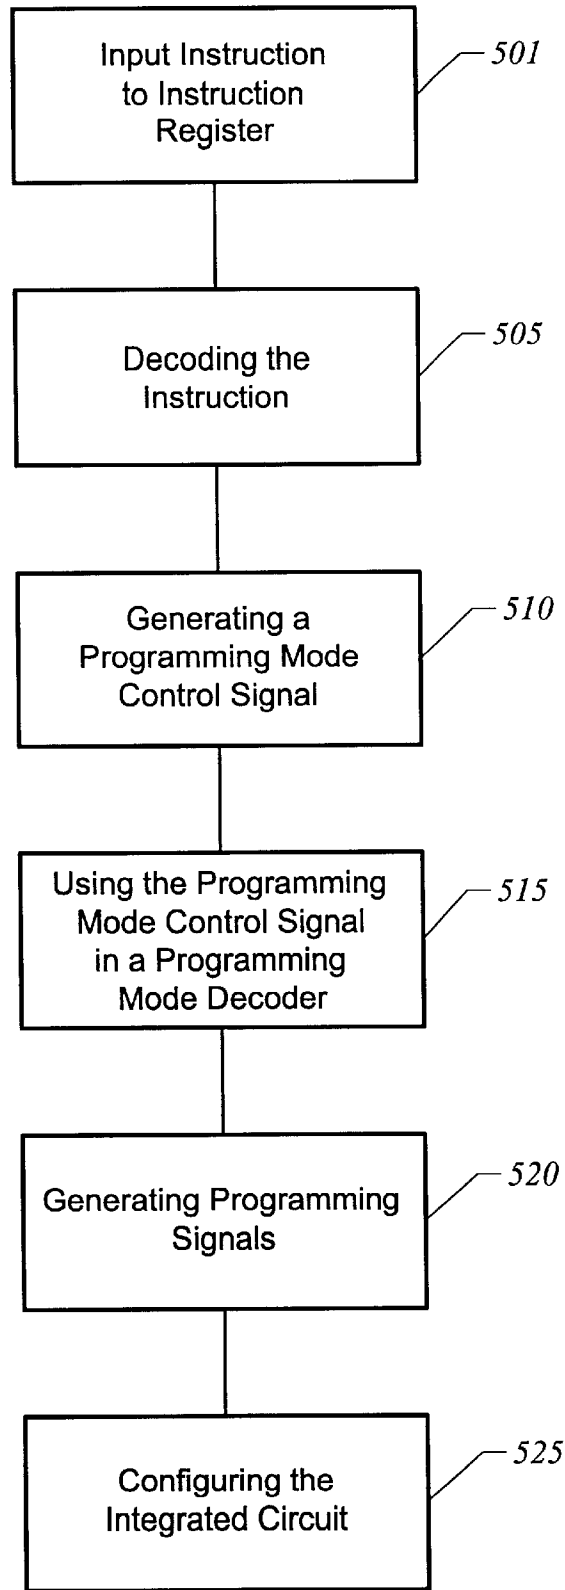 Input Instruction
to Instruction
Register
501
Decoding the
Instruction
505
Generating a
Programming Mode
Control Signal
510
Using the Programming
Mode Control Signal
in a Programming
Mode Decoder
515
Generating Programming
Signals
520
Configuring the
Integrated Circuit
525